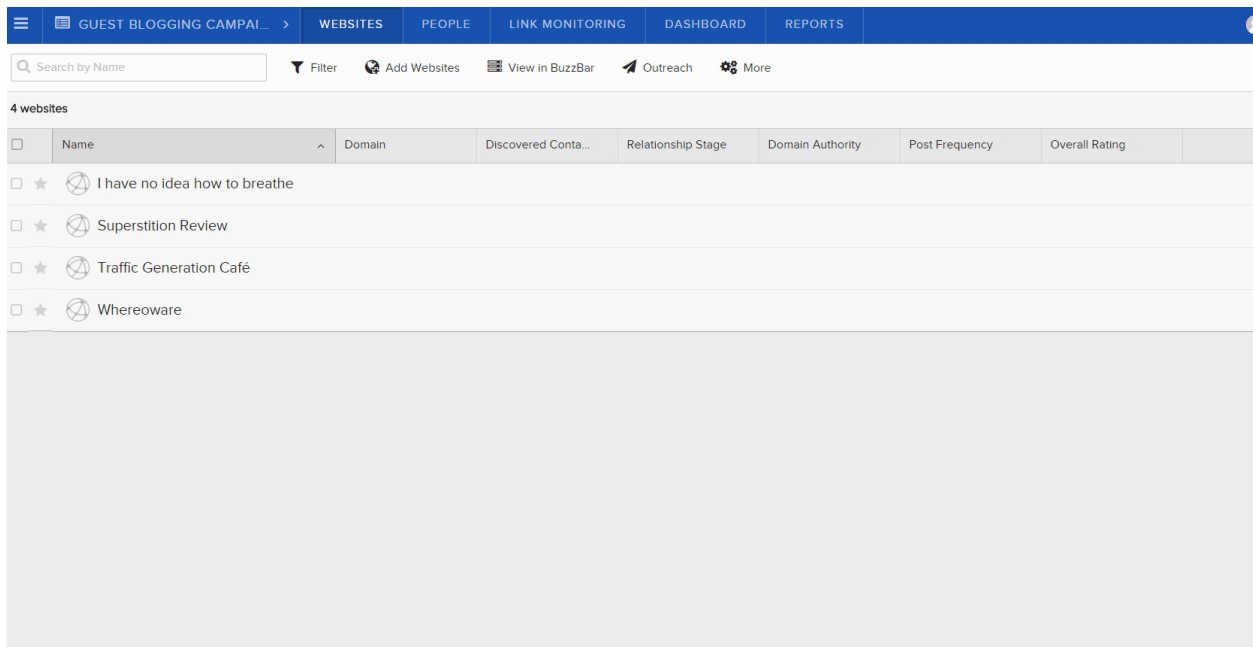 GUEST BLOGGING CAMPAI... WEBSITES PEOPLE LINK MONITORING DASHBOARD REPORTS
Search by Name Filter Add Websites View in BuzzBar Outreach More
4 websites
Name Domain Discovered Conta... Relationship Stage Domain Authority Post Frequency Overall Rating
I have no idea how to breathe
Superstition Review
Traffic Generation Café
Whereoware